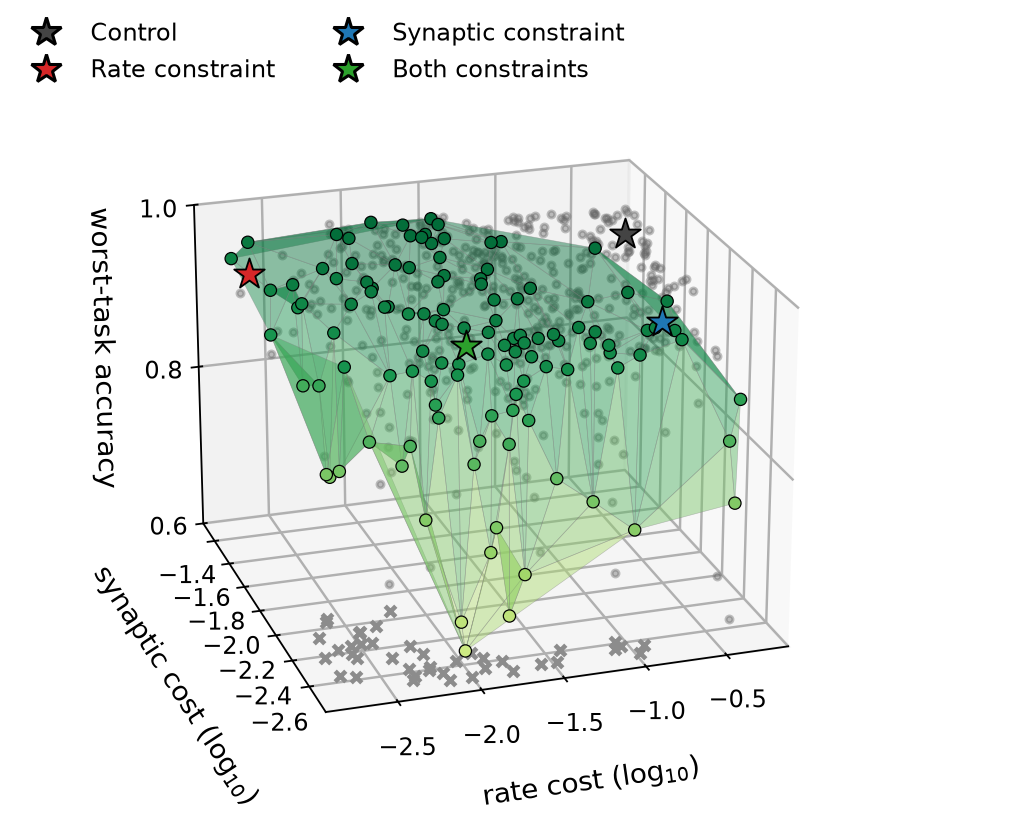 Control
Synaptic constraint
Rate constraint
Both constraints
1.0
0.8
0.6
worst-task accuracy
−1.4
−1.6
−1.8
−2.0
−2.2
−2.4
−2.6
synaptic cost (log₁₀)
−2.5
−2.0
−1.5
−1.0
−0.5
rate cost (log₁₀)